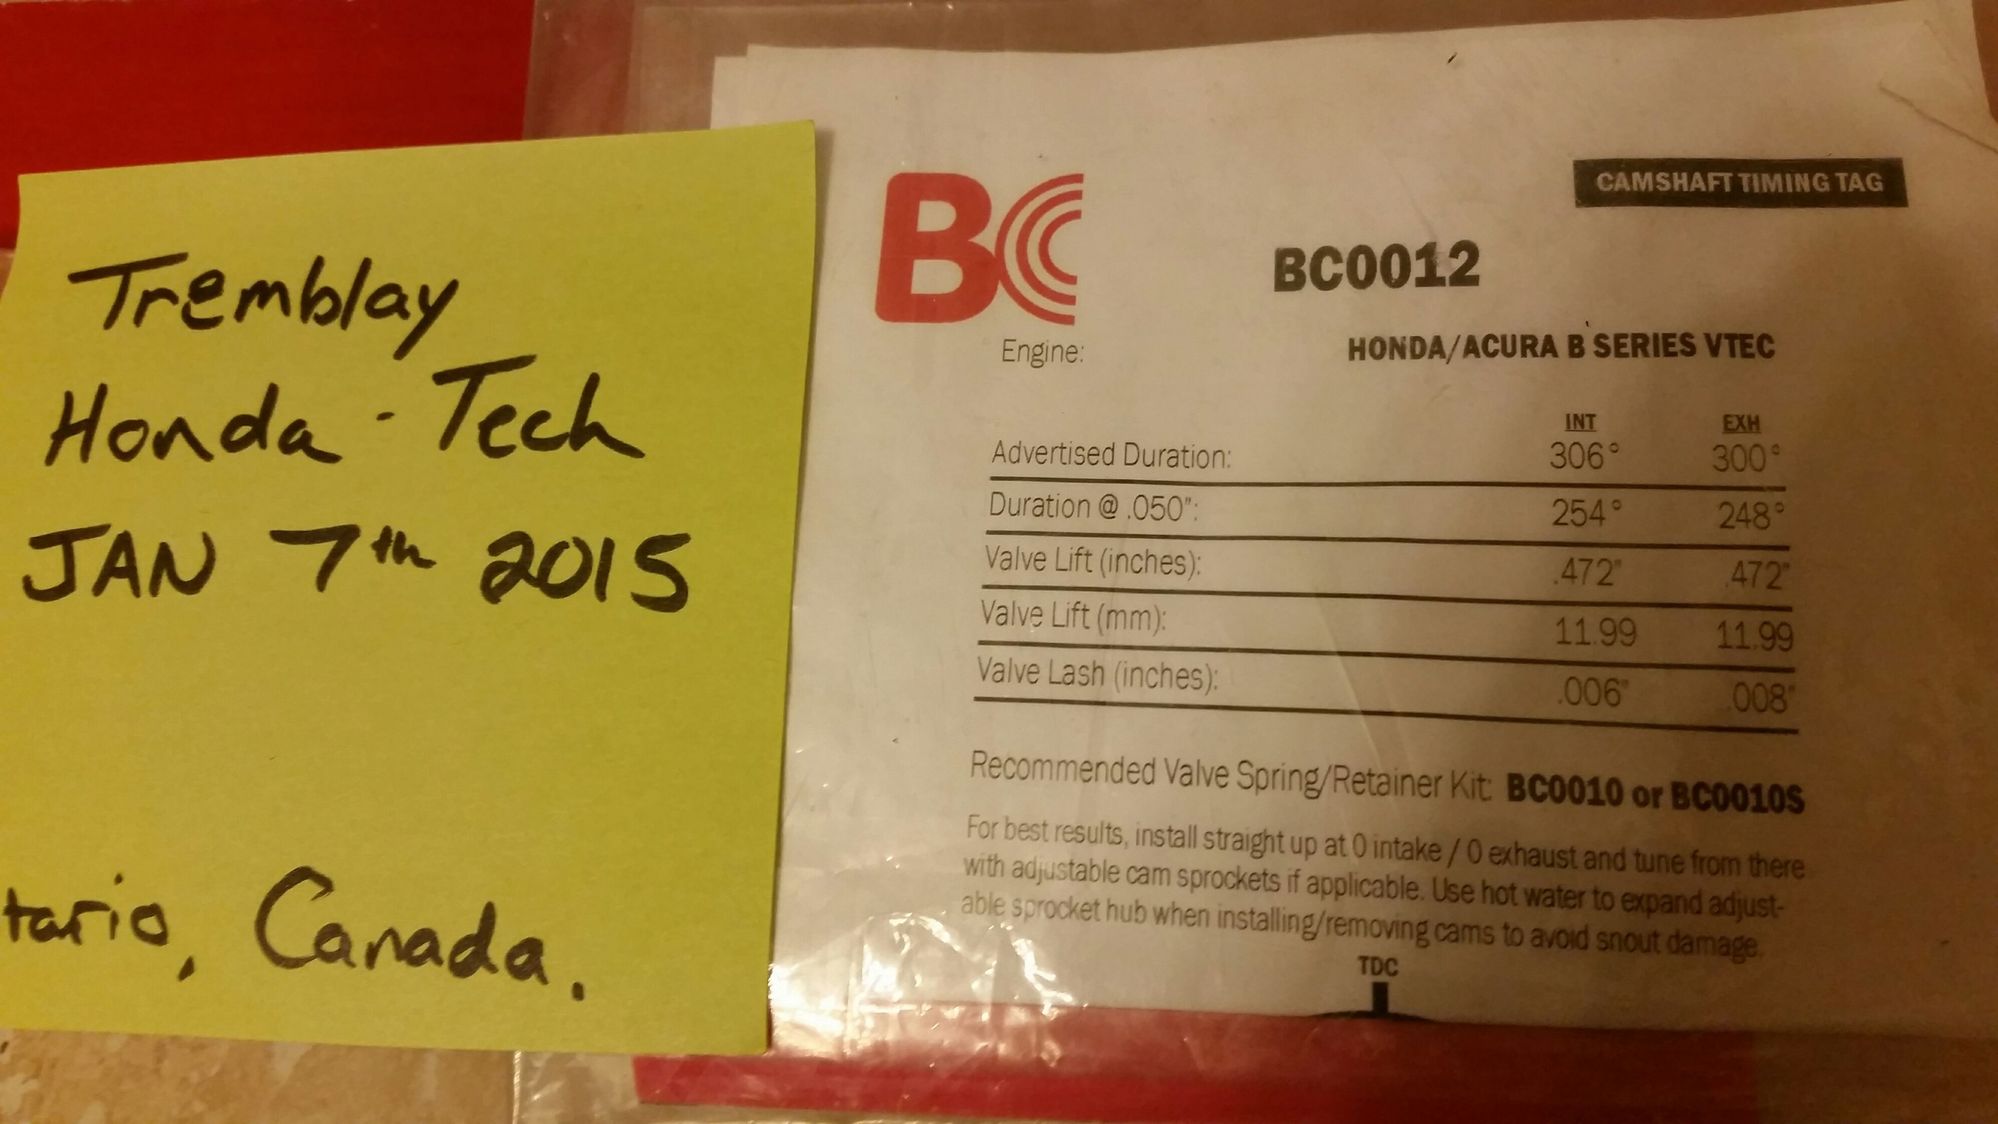 Tremblay
Honda-Tech
JAN 7th 2015
tario, Canada.
BC
CAMSHAFT TIMING TAG
BC0012
Engine: HONDA/ACURA B SERIES VTEC
INT EXH
Advertised Duration: 306° 300°
Duration @ .050": 254° 248°
Valve Lift (inches): .472" .472"
Valve Lift (mm): 11.99 11.99
Valve Lash (inches): .006" .008"
Recommended Valve Spring/Retainer Kit: BC0010 or BC0010S
For best results, install straight up at 0 intake / 0 exhaust and tune from there
with adjustable cam sprockets if applicable. Use hot water to expand adjust-
able sprocket hub when installing/removing cams to avoid snout damage.
TDC